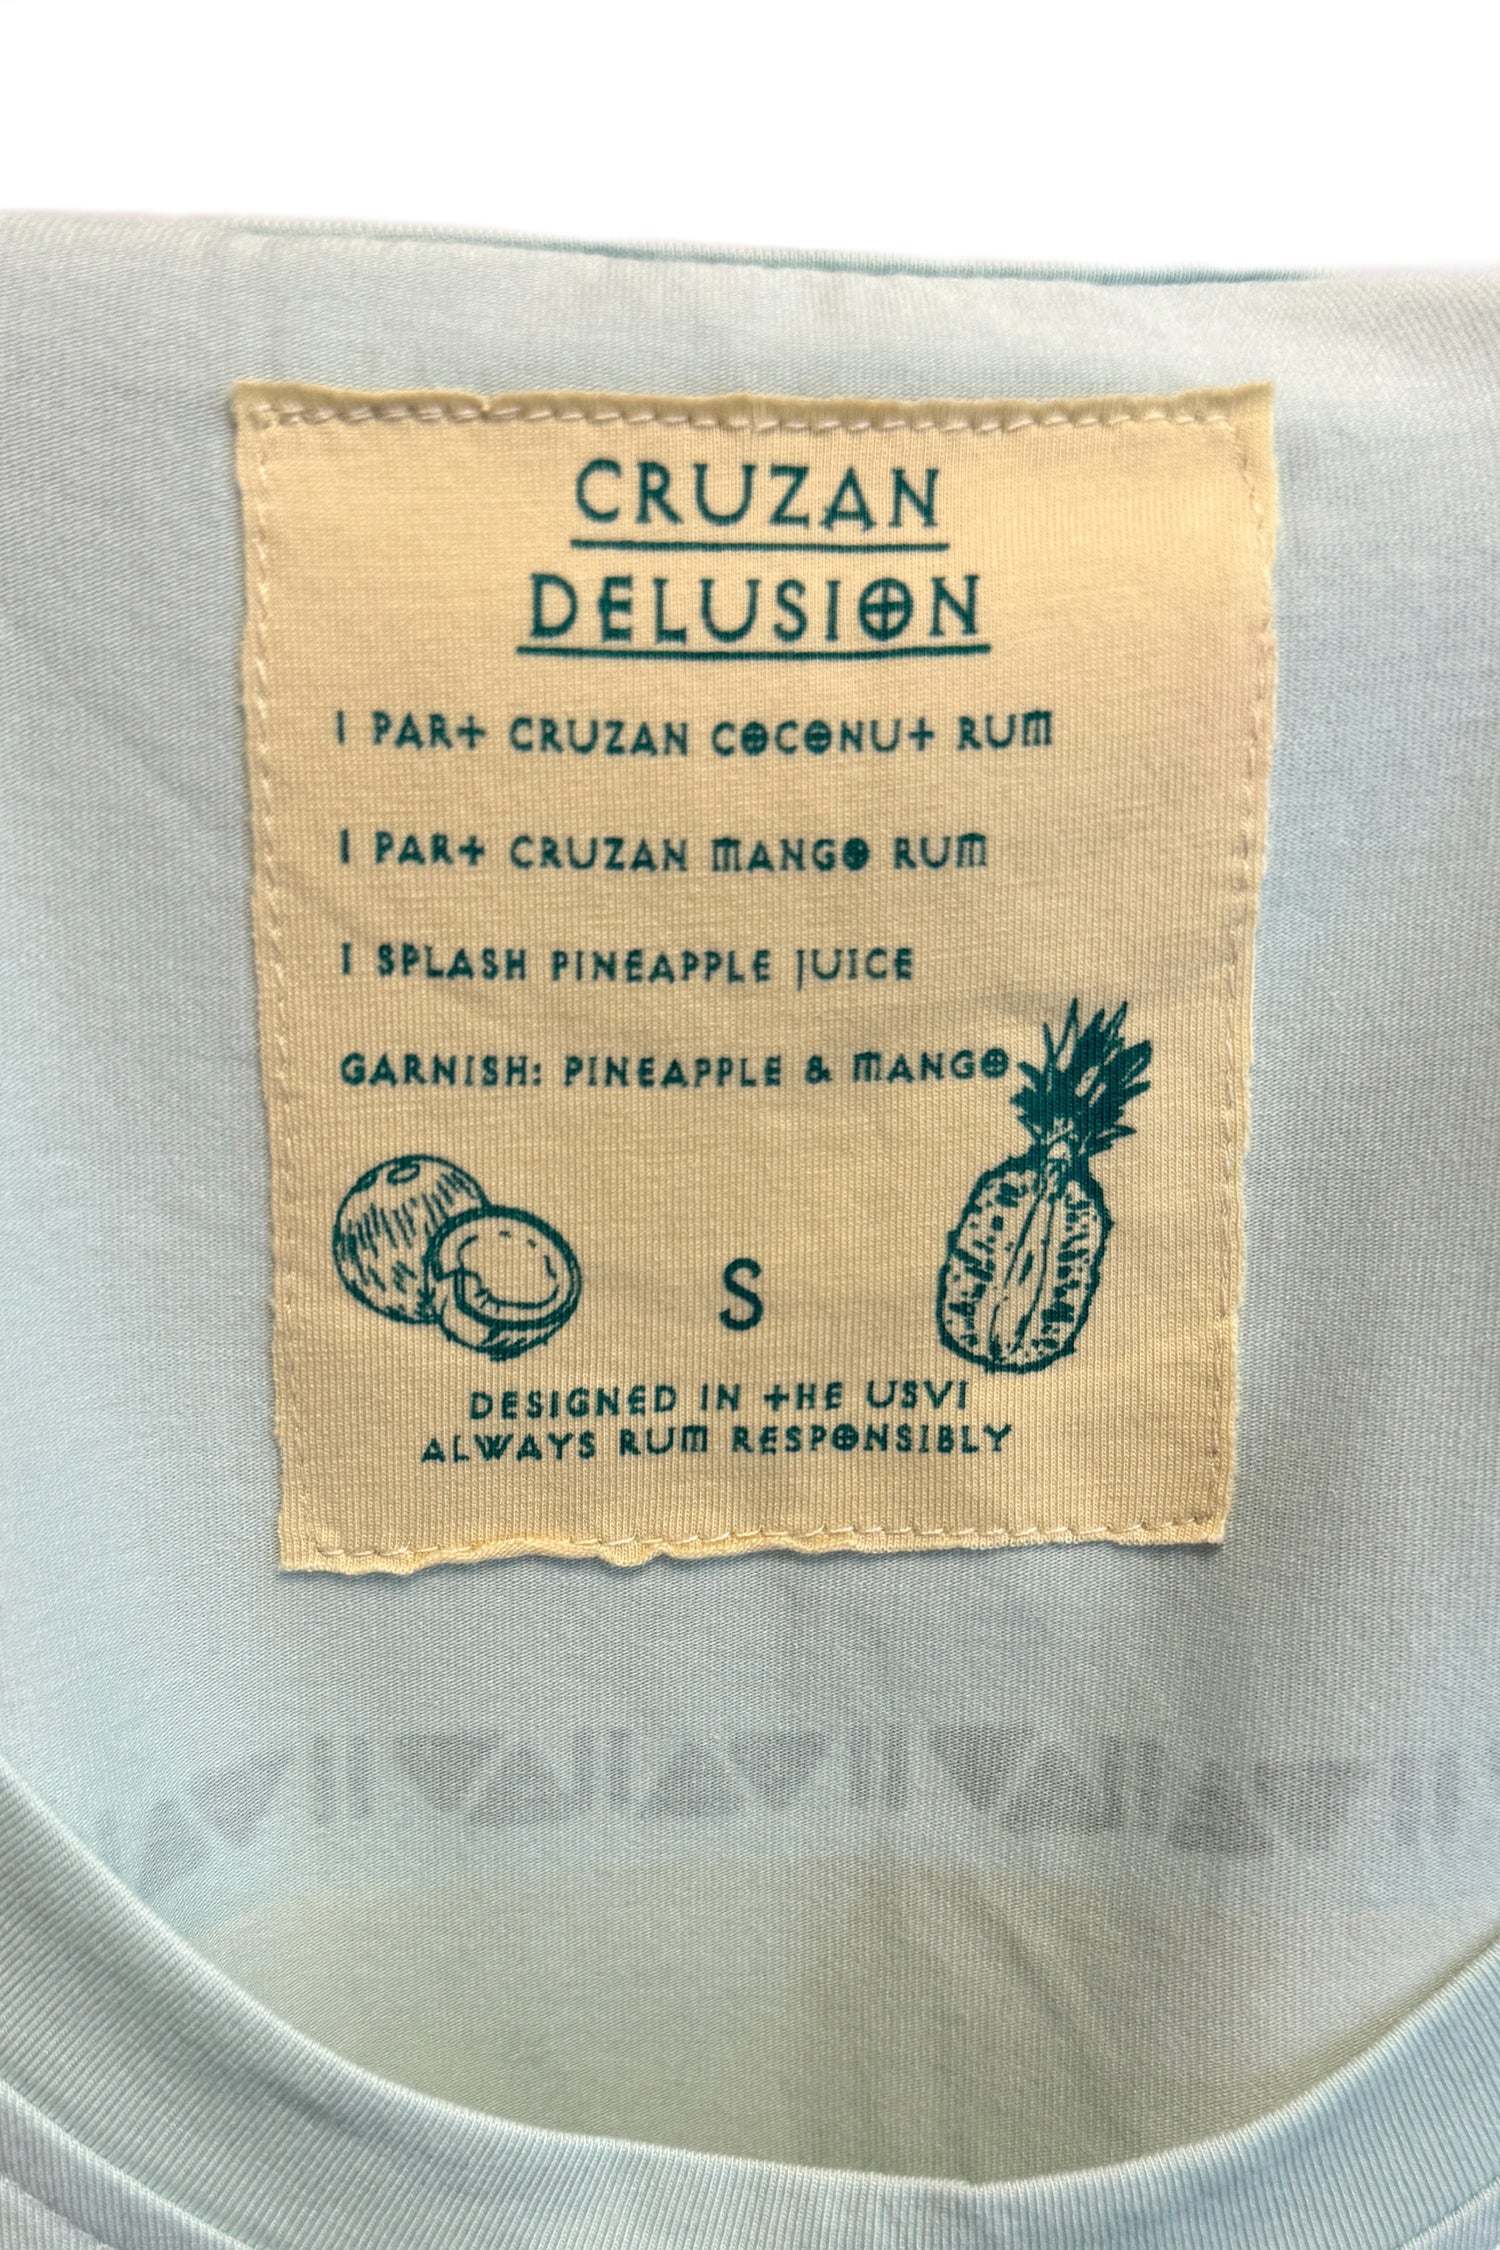 CRUZAN
DELUSION
1 PART CRUZAN COCONUT RUM
1 PART CRUZAN MANGO RUM
1 SPLASH PINEAPPLE JUICE
GARNISH: PINEAPPLE & MANGO
S
DESIGNED IN THE USVI
ALWAYS RUM RESPONSIBLY